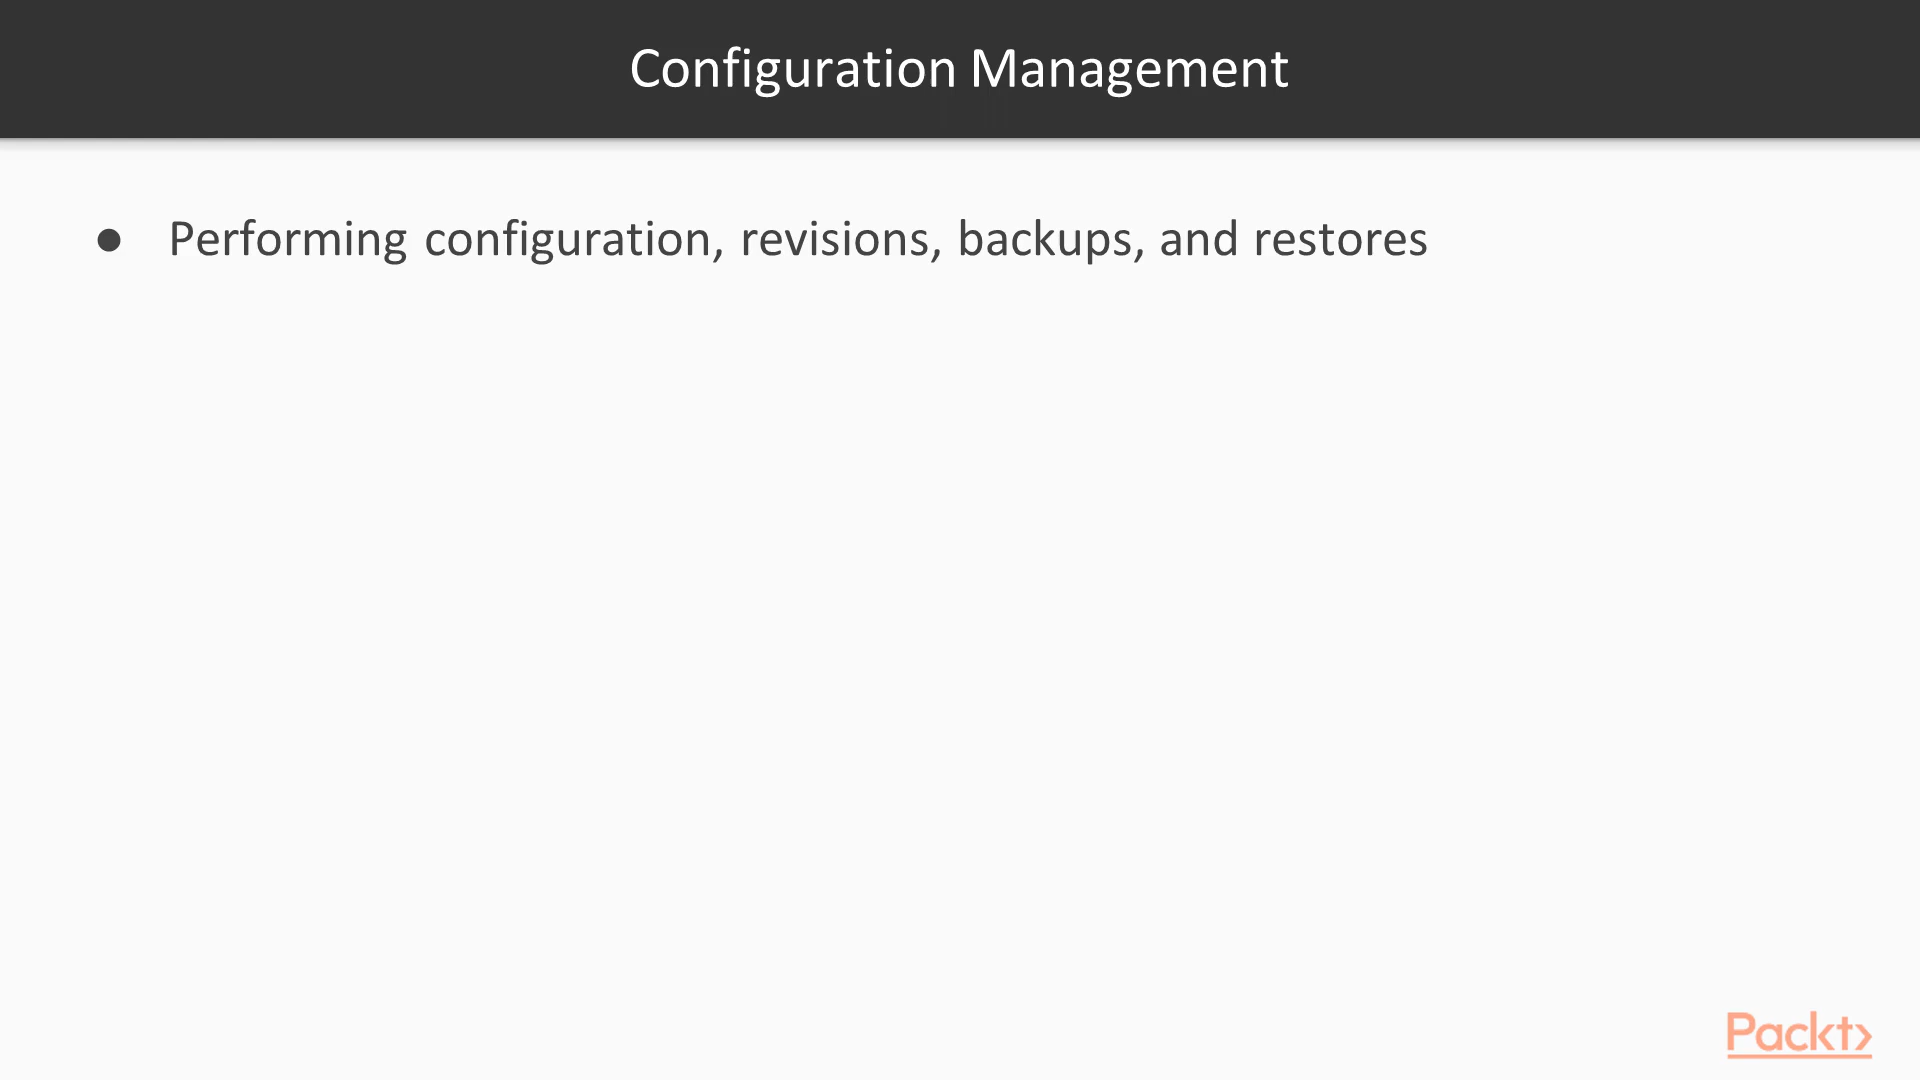 Configuration Management
● Performing configuration, revisions, backups, and restores
Packt>